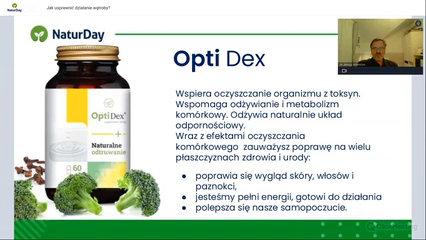 NaturDay
Jak usprawnić działanie wątroby?
NaturDay
Opti Dex
OptiDex
Naturalne
odtruwanie
60
Wspiera oczyszczanie organizmu z toksyn.
Wspomaga odżywianie i metabolizm
komórkowy. Odżywia naturalnie układ
odpornościowy.
Wraz z efektami oczyszczania
komórkowego zauważysz poprawę na wielu
płaszczyznach zdrowia i urody:
poprawia się wygląd skóry, włosów i
paznokci,
jesteśmy pełni energii, gotowi do działania
polepsza się nasze samopoczucie.